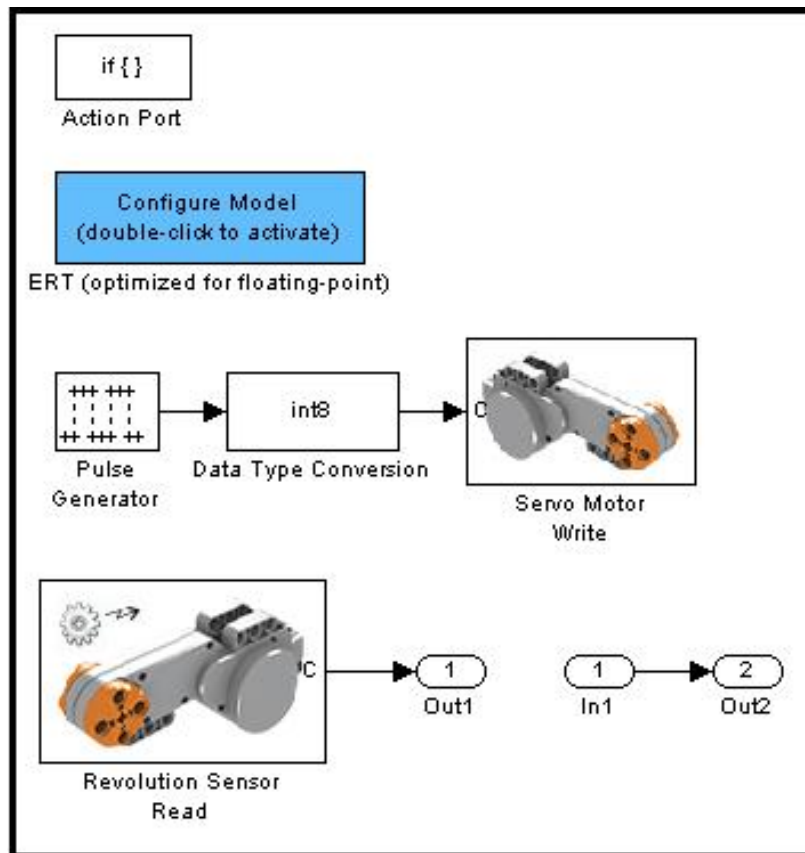 if { }
Action Port
Configure Model
(double-click to activate)
ERT (optimized for floating-point)
Pulse
Generator
int8
Data Type Conversion
C
Servo Motor
Write
C
Revolution Sensor
Read
1
Out1
1
In1
2
Out2